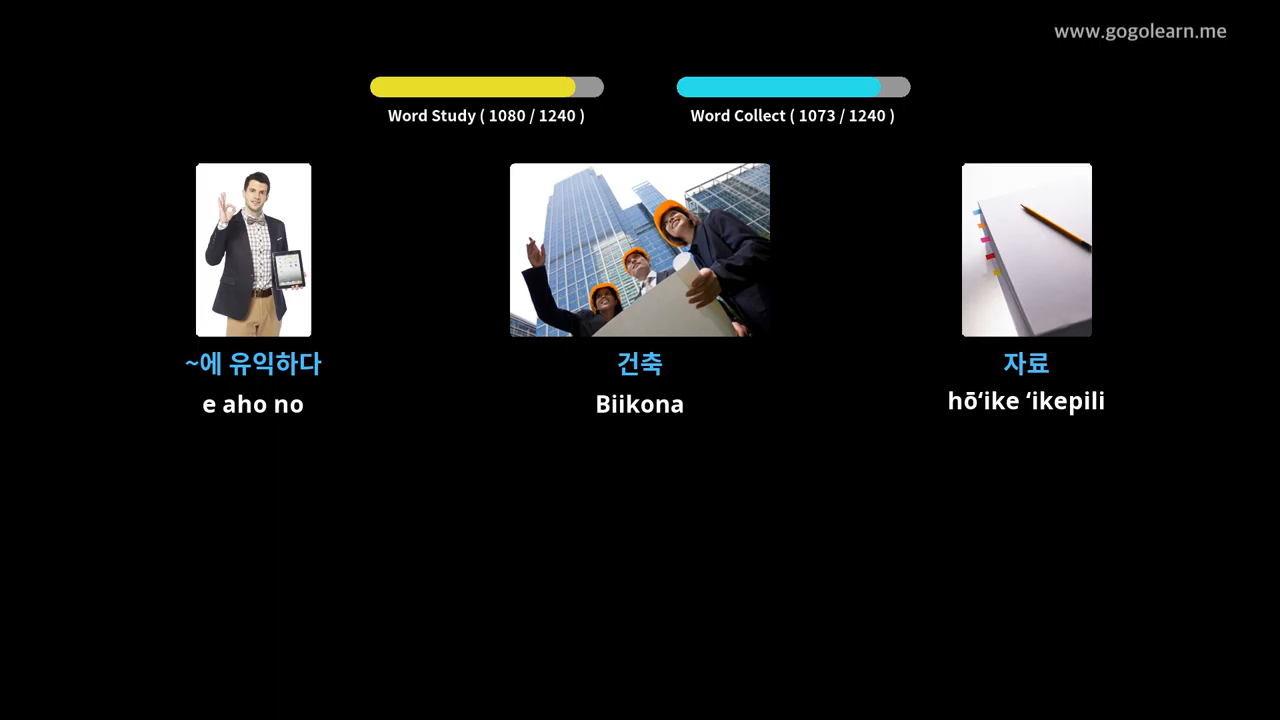 www.gogolearn.me
Word Study ( 1080 / 1240 )
Word Collect ( 1073 / 1240 )
~에 유익하다
e aho no
건축
Biikona
자료
hōʻike ʻikepili